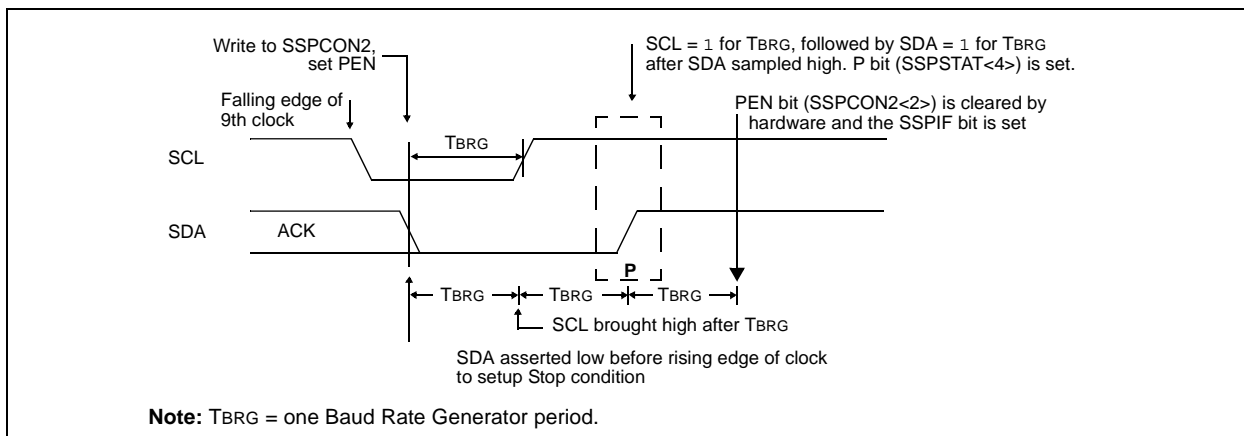 Write to SSPCON2,
set PEN
SCL = 1 for TBRG, followed by SDA = 1 for TBRG
after SDA sampled high. P bit (SSPSTAT<4>) is set.
Falling edge of
9th clock
PEN bit (SSPCON2<2>) is cleared by
hardware and the SSPIF bit is set
TBRG
SCL
SDA
ACK
P
TBRG
TBRG
TBRG
SCL brought high after TBRG
SDA asserted low before rising edge of clock
to setup Stop condition
Note: TBRG = one Baud Rate Generator period.